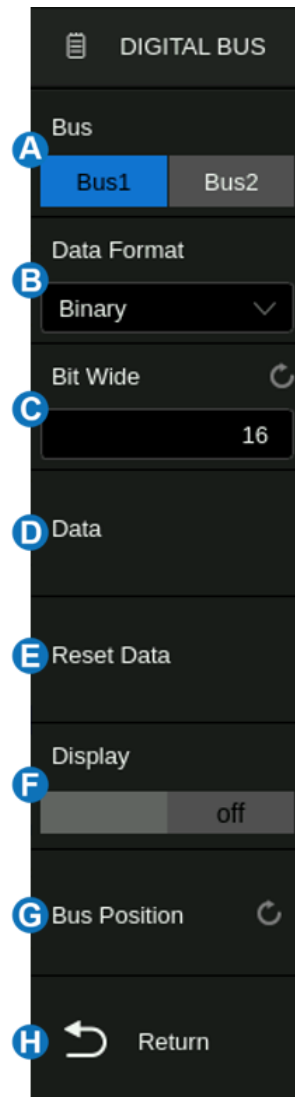 DIGITAL BUS
A
Bus
Bus1 Bus2
B
Data Format
Binary
C
Bit Wide
16
D Data
E Reset Data
F
Display
off
G Bus Position
H Return